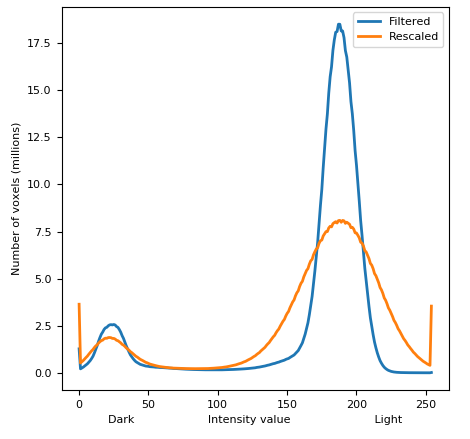 Filtered
Rescaled
17.5
15.0
12.5
10.0
7.5
5.0
2.5
0.0
Number of voxels (millions)
0 50 100 150 200 250
Dark Intensity value Light